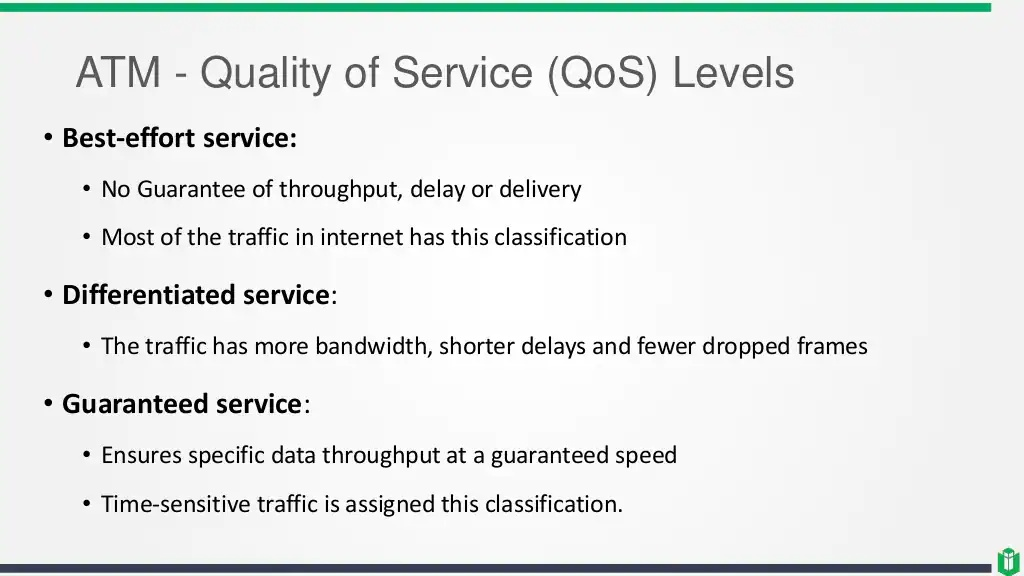 ATM - Quality of Service (QoS) Levels
• Best-effort service:
• No Guarantee of throughput, delay or delivery
• Most of the traffic in internet has this classification
• Differentiated service:
• The traffic has more bandwidth, shorter delays and fewer dropped frames
• Guaranteed service:
• Ensures specific data throughput at a guaranteed speed
• Time-sensitive traffic is assigned this classification.